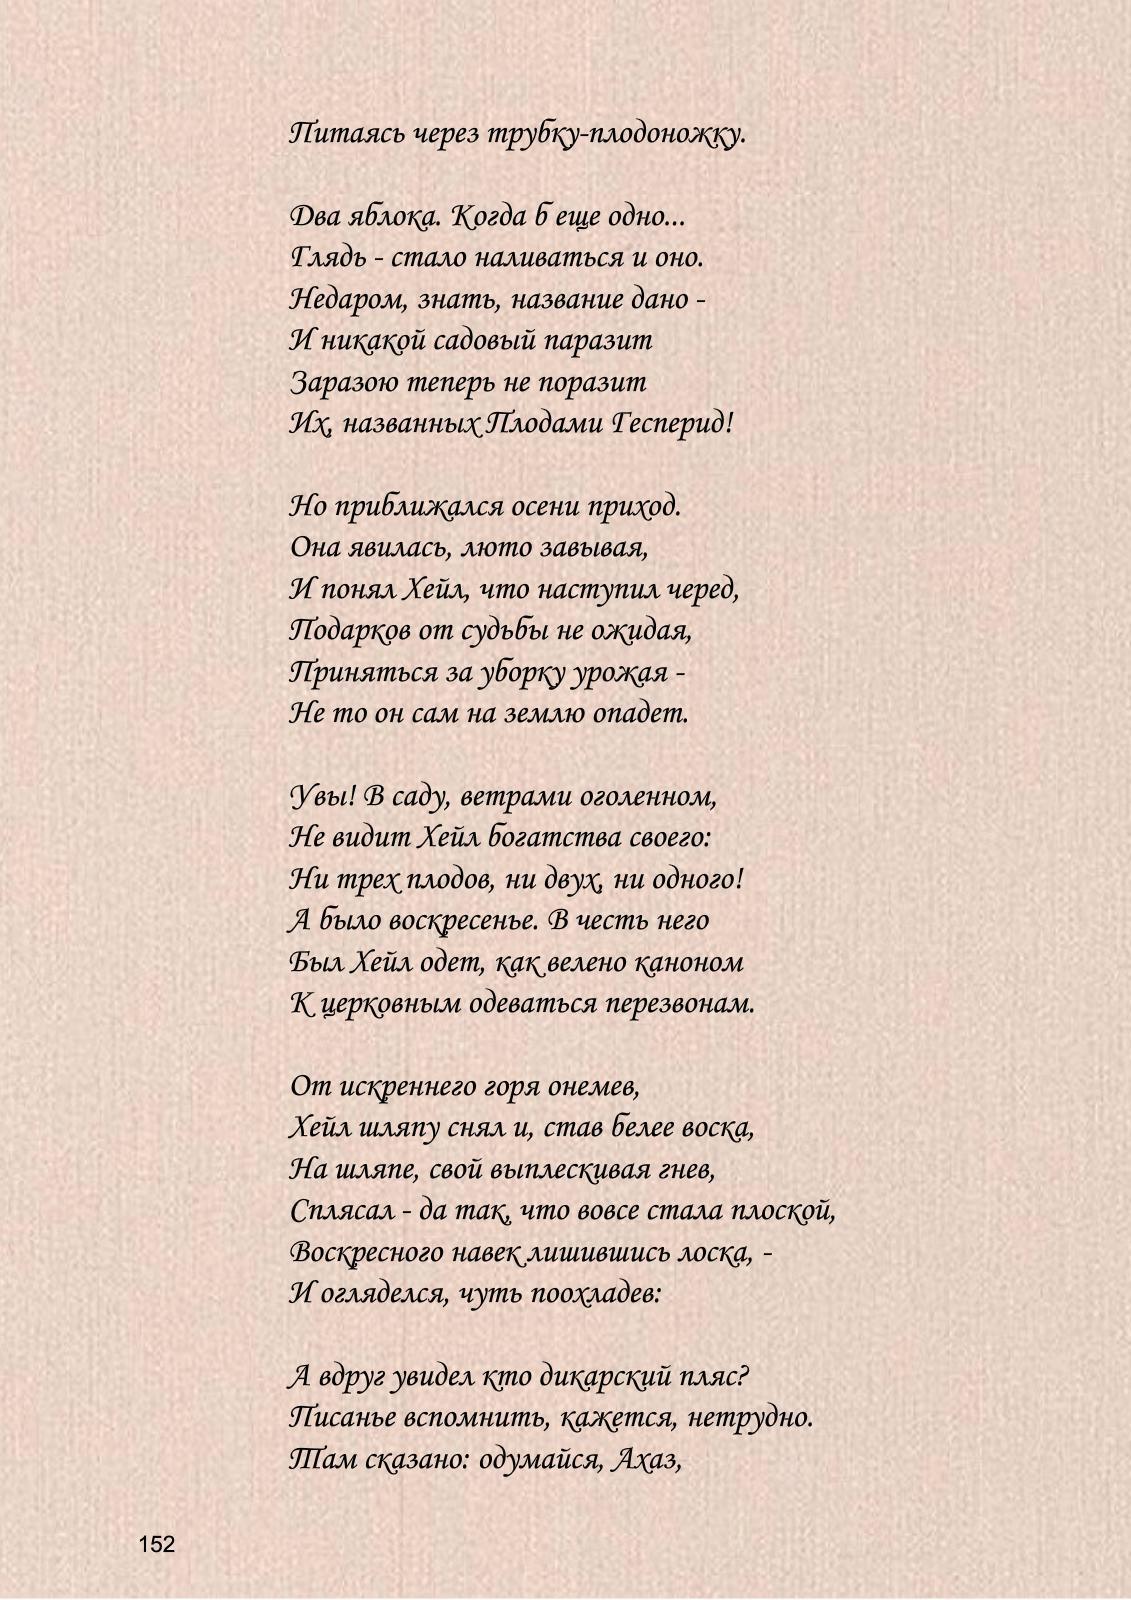 Питаясь через трубку-плодоножку.

Два яблока. Когда б еще одно...
Глядь - стало наливаться и оно.
Недаром, знать, название дано -
И никакой садовый паразит
Заразою теперь не поразит
Их, названных Плодами Гесперид!

Но приближался осени приход.
Она явилась, люто завывая,
И понял Хейл, что наступил черед,
Подарков от судьбы не ожидая,
Приняться за уборку урожая -
Не то он сам на землю опадет.

Увы! В саду, ветрами оголенном,
Не видит Хейл богатства своего:
Ни трех плодов, ни двух, ни одного!
А было воскресенье. В честь него
Был Хейл одет, как велено каноном
К церковным одеваться перезвонам.

От искреннего горя онемев,
Хейл шляпу снял и, став белее воска,
На шляпе, свой выплескивая гнев,
Сплясал - да так, что вовсе стала плоской,
Воскресного навек лишившись лоска, -
И огляделся, чуть поохладев:

А вдруг увидел кто дикарский пляс?
Писанье вспомнить, кажется, нетрудно.
Там сказано: одумайся, Ахаз,
152